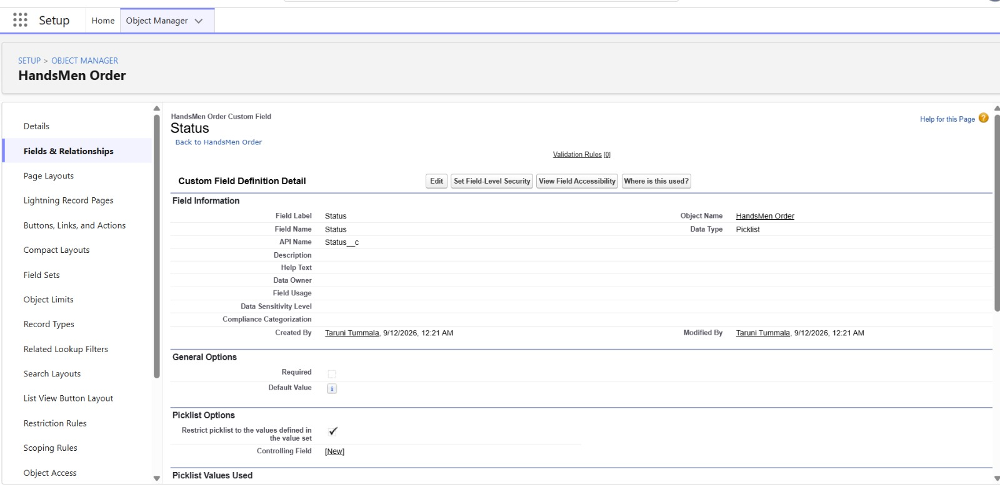 Setup
Home
Object Manager
SETUP > OBJECT MANAGER
HandsMen Order
Details
Fields & Relationships
Page Layouts
Lightning Record Pages
Buttons, Links, and Actions
Compact Layouts
Field Sets
Object Limits
Record Types
Related Lookup Filters
Search Layouts
List View Button Layout
Restriction Rules
Scoping Rules
Object Access
HandsMen Order Custom Field
Status
Back to HandsMen Order
Help for this Page ?
Validation Rules [0]
Custom Field Definition Detail
Edit
Set Field-Level Security
View Field Accessibility
Where is this used?
Field Information
Field Label Status Object Name HandsMen Order
Field Name Status Data Type Picklist
API Name Status__c
Description
Help Text
Data Owner
Field Usage
Data Sensitivity Level
Compliance Categorization
Created By Taruni Tummala, 9/12/2026, 12:21 AM Modified By Taruni Tummala, 9/12/2026, 12:21 AM
General Options
Required
Default Value i
Picklist Options
Restrict picklist to the values defined in
the value set
Controlling Field [New]
Picklist Values Used